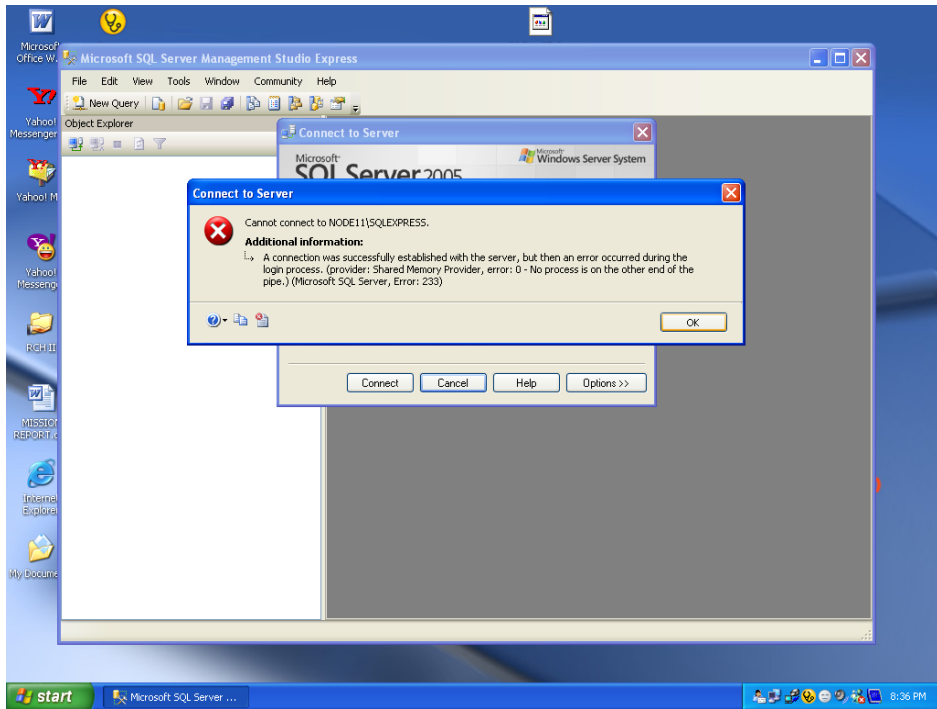 Microsof
Office W.
Yahoo!
Messenger
Yahoo! M
Yahoo!
Messeng
RCH II
MISSION
REPORT.
Internet
Explorer
My Docume
Microsoft SQL Server Management Studio Express
File Edit View Tools Window Community Help
New Query
Object Explorer
Connect to Server
Microsoft
SQL Server 2005
Microsoft
Windows Server System
Connect to Server
Cannot connect to NODE11\SQLEXPRESS.
Additional information:
A connection was successfully established with the server, but then an error occurred during the
login process. (provider: Shared Memory Provider, error: 0 - No process is on the other end of the
pipe.) (Microsoft SQL Server, Error: 233)
OK
Connect Cancel Help Options >>
start Microsoft SQL Server ... 8:36 PM